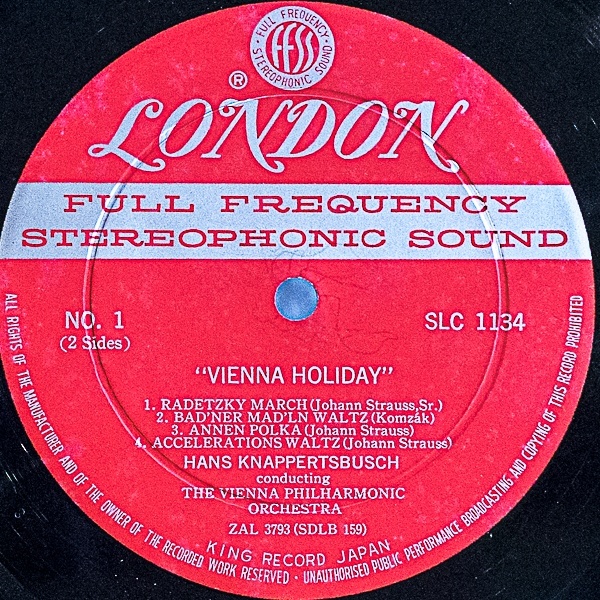 FULL FREQUENCY
FFSS
STEREOPHONIC SOUND
®
LONDON
FULL FREQUENCY
STEREOPHONIC SOUND
NO. 1
(2 Sides)
SLC 1134
"VIENNA HOLIDAY"
1. RADETZKY MARCH (Johann Strauss,Sr.)
2. BAD'NER MAD'LN WALTZ (Komzák)
3. ANNEN POLKA (Johann Strauss)
4. ACCELERATIONS WALTZ (Johann Strauss)
HANS KNAPPERTSBUSCH
conducting
THE VIENNA PHILHARMONIC
ORCHESTRA
ZAL 3793 (SDLB 159)
KING RECORD JAPAN
ALL RIGHTS OF THE MANUFACTURER AND OF THE OWNER OF THE RECORDED WORK RESERVED · UNAUTHORISED PUBLIC PERFORMANCE BROADCASTING AND COPYING OF THIS RECORD PROHIBITED